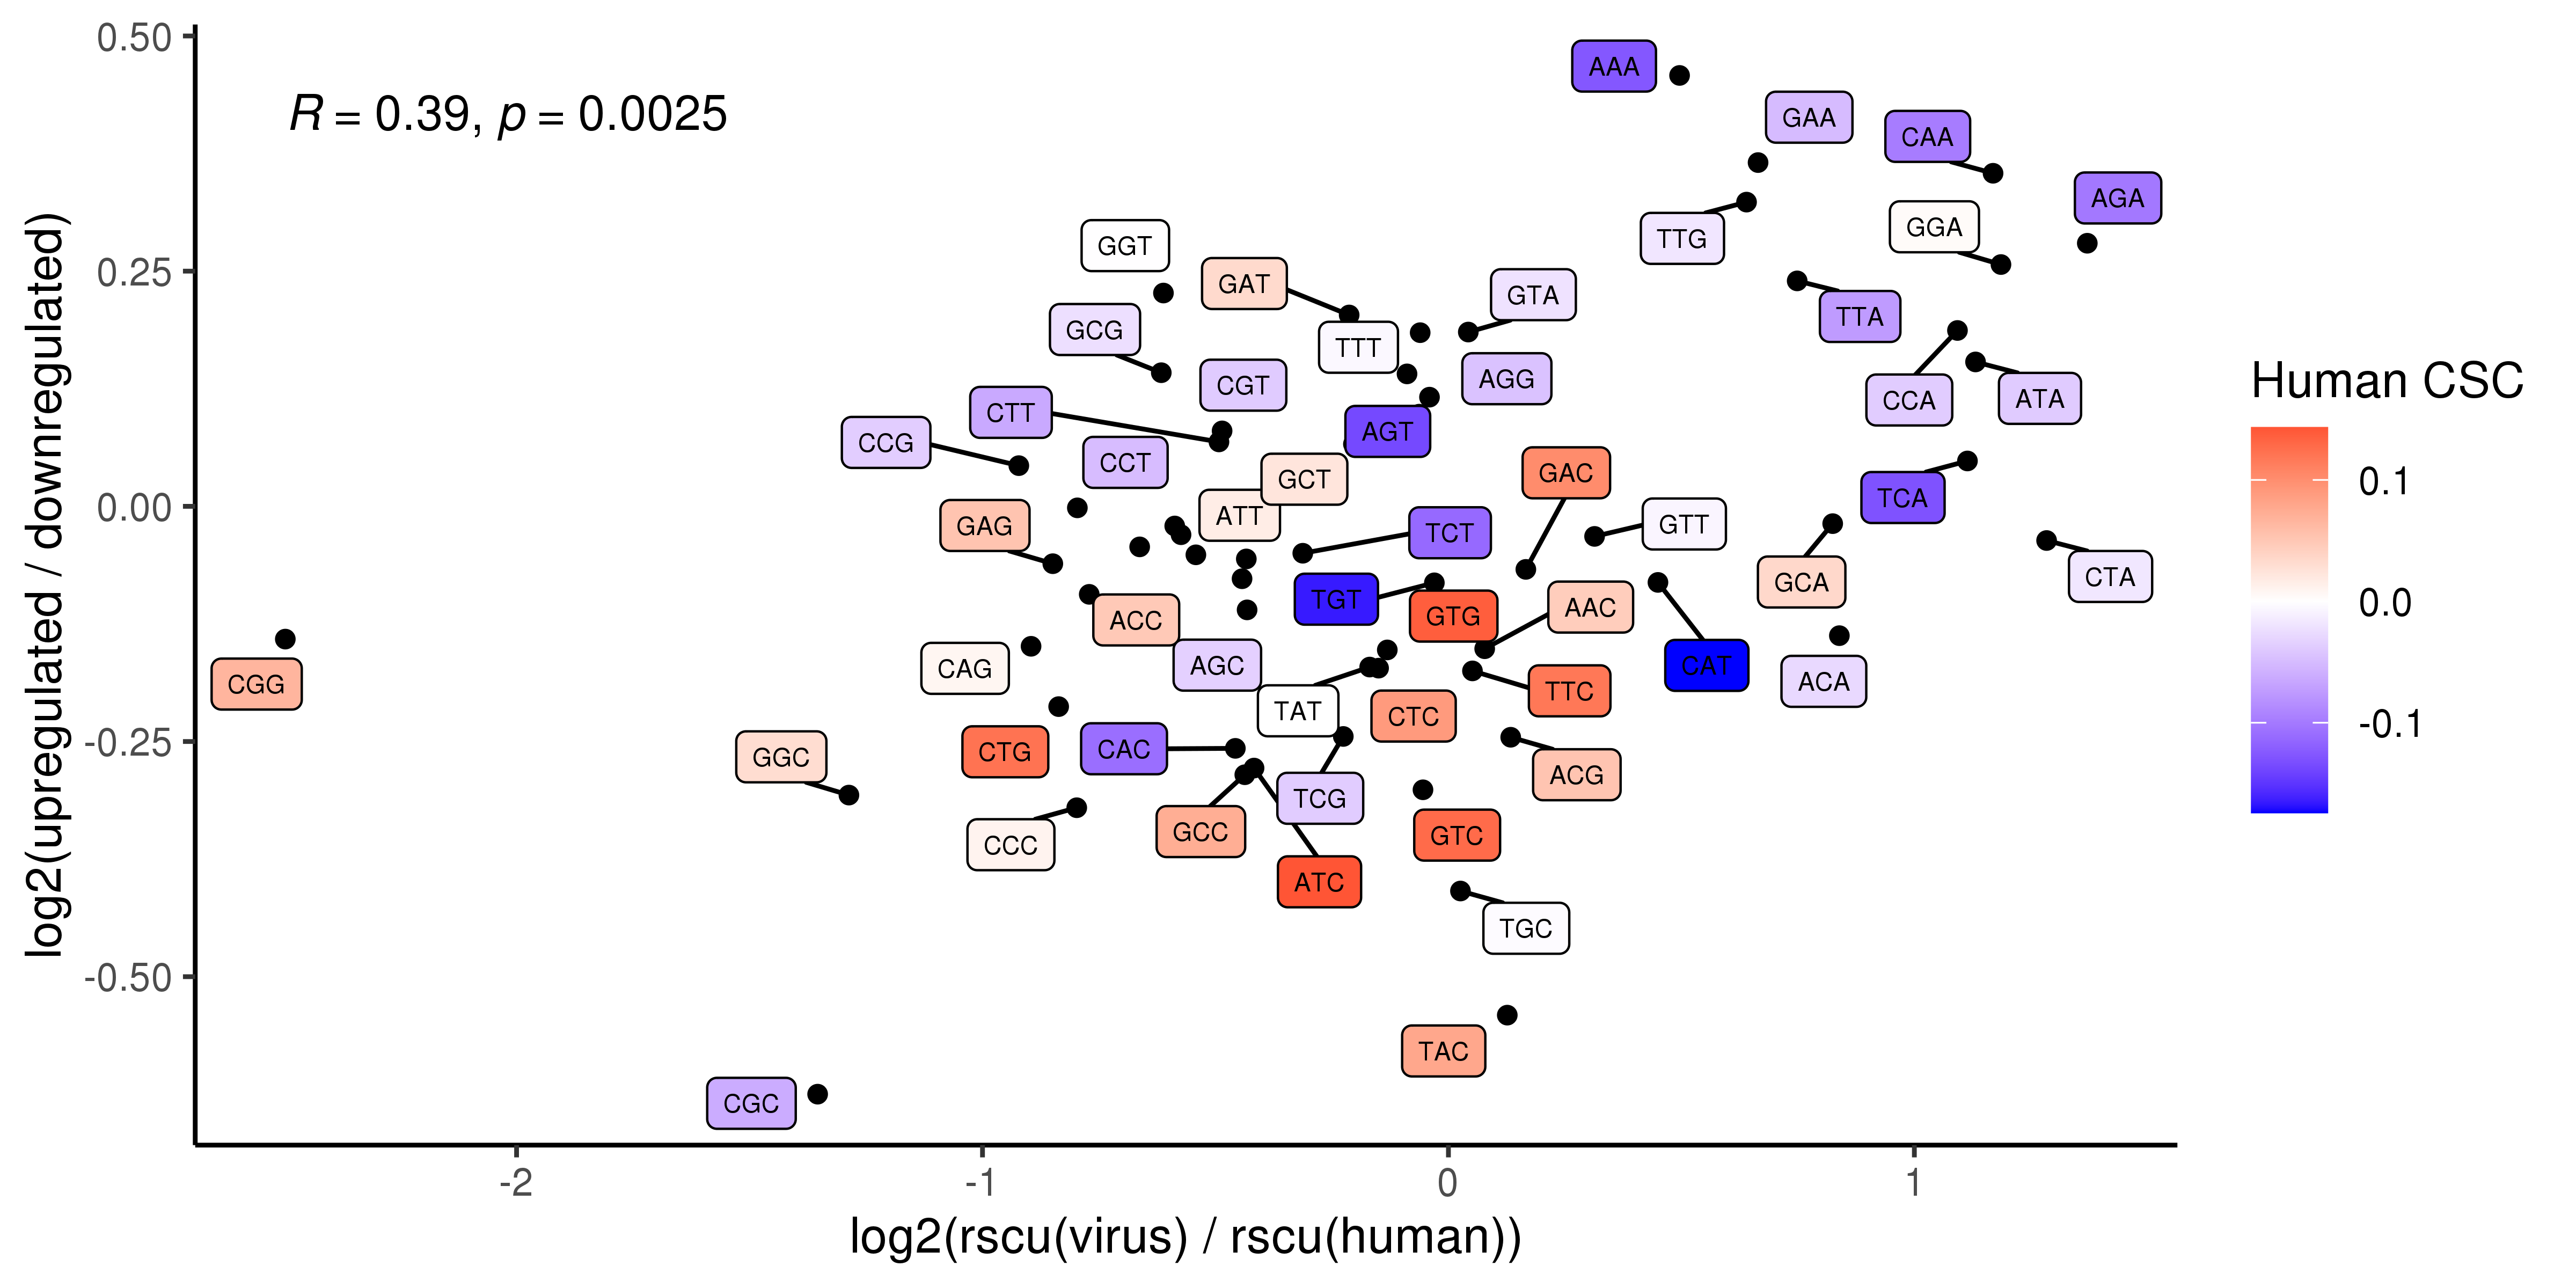 0.50
0.25
0.00
-0.25
-0.50
log2(upregulated / downregulated)
R = 0.39, p = 0.0025
AAA
GAA
CAA
AGA
TTG
GGA
GGT
GAT
GTA
TTA
GCG
TTT
CGT
AGG
CCA
ATA
CTT
CCG
AGT
CCT
GCT
GAC
TCA
ATT
GAG
TCT
GTT
CTA
GCA
TGT
GTG
AAC
ACC
CAG
AGC
CAT
ACA
CGG
TTC
TAT
CTC
CTG
CAC
GGC
ACG
TCG
GCC
GTC
CCC
ATC
TGC
TAC
CGC
-2
-1
0
1
log2(rscu(virus) / rscu(human))
Human CSC
0.1
0.0
-0.1